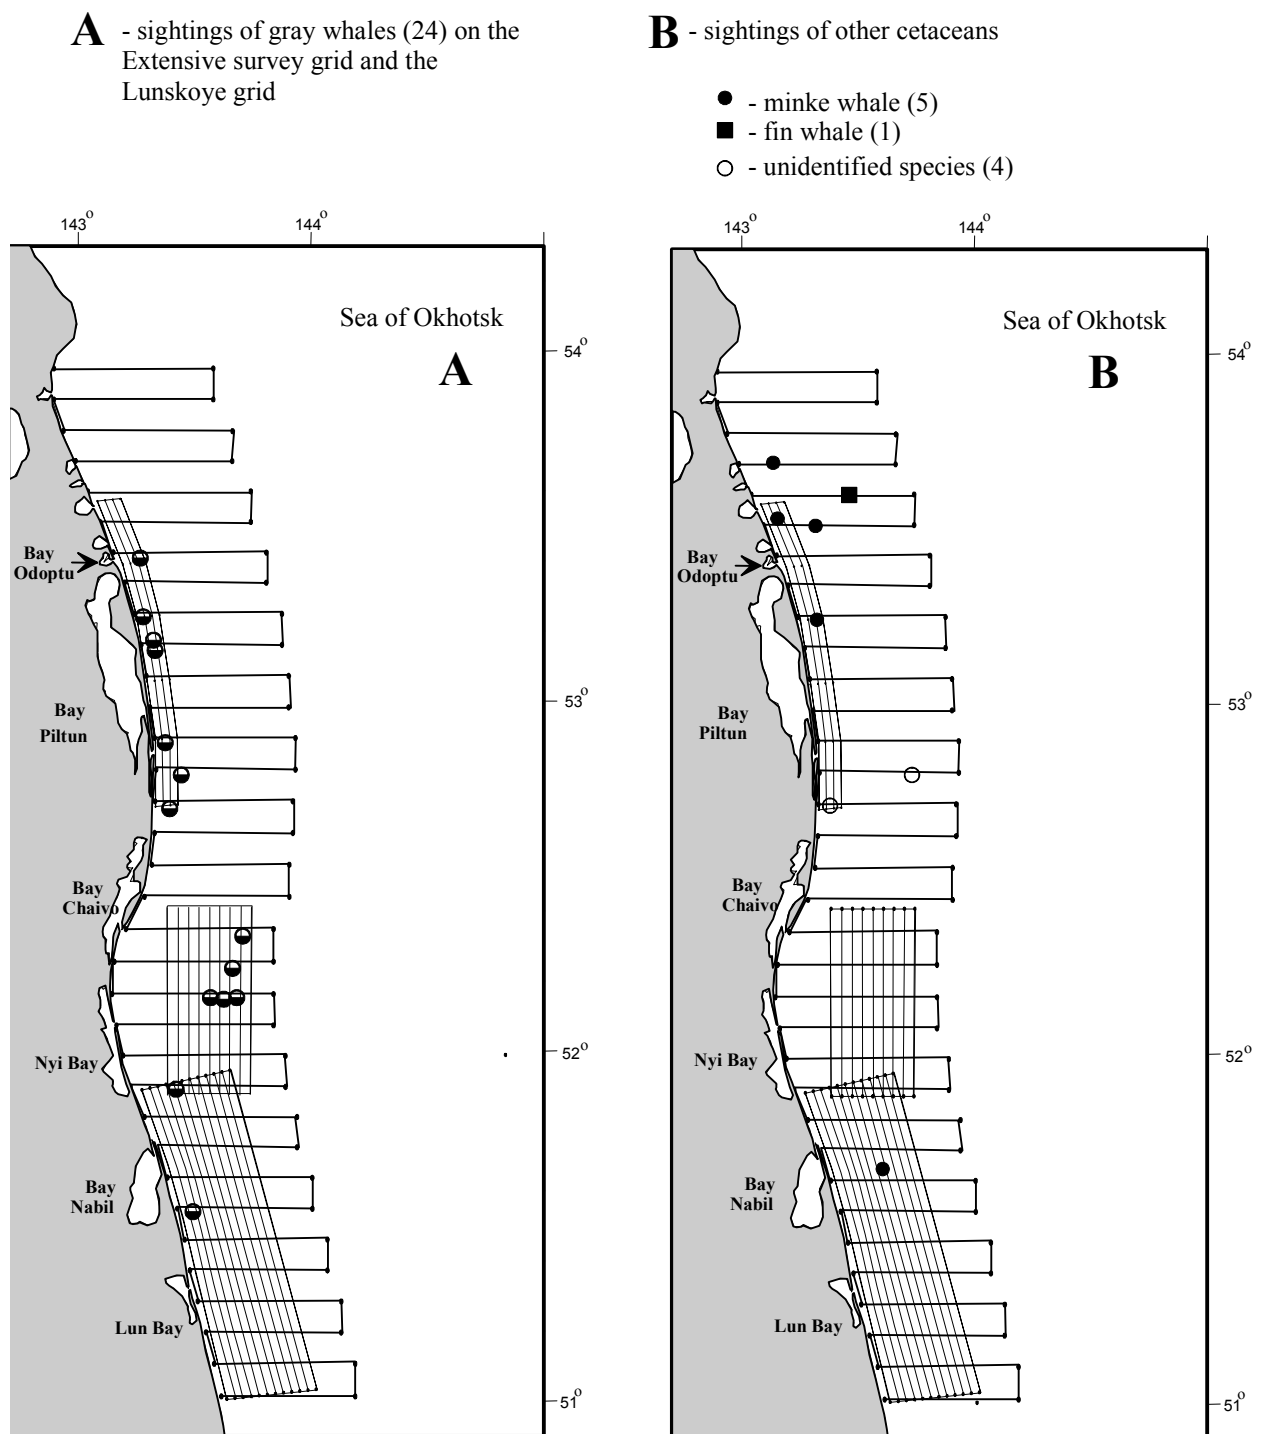 A - sightings of gray whales (24) on the
Extensive survey grid and the
Lunskoye grid
B - sightings of other cetaceans
- minke whale (5)
- fin whale (1)
- unidentified species (4)
143° 144°
Sea of Okhotsk
A
54°
Bay
Odoptu
53°
Bay
Piltun
Bay
Chaivo
52°
Nyi Bay
Bay
Nabil
Lun Bay
51°
143° 144°
Sea of Okhotsk
B
54°
Bay
Odoptu
53°
Bay
Piltun
Bay
Chaivo
52°
Nyi Bay
Bay
Nabil
Lun Bay
51°